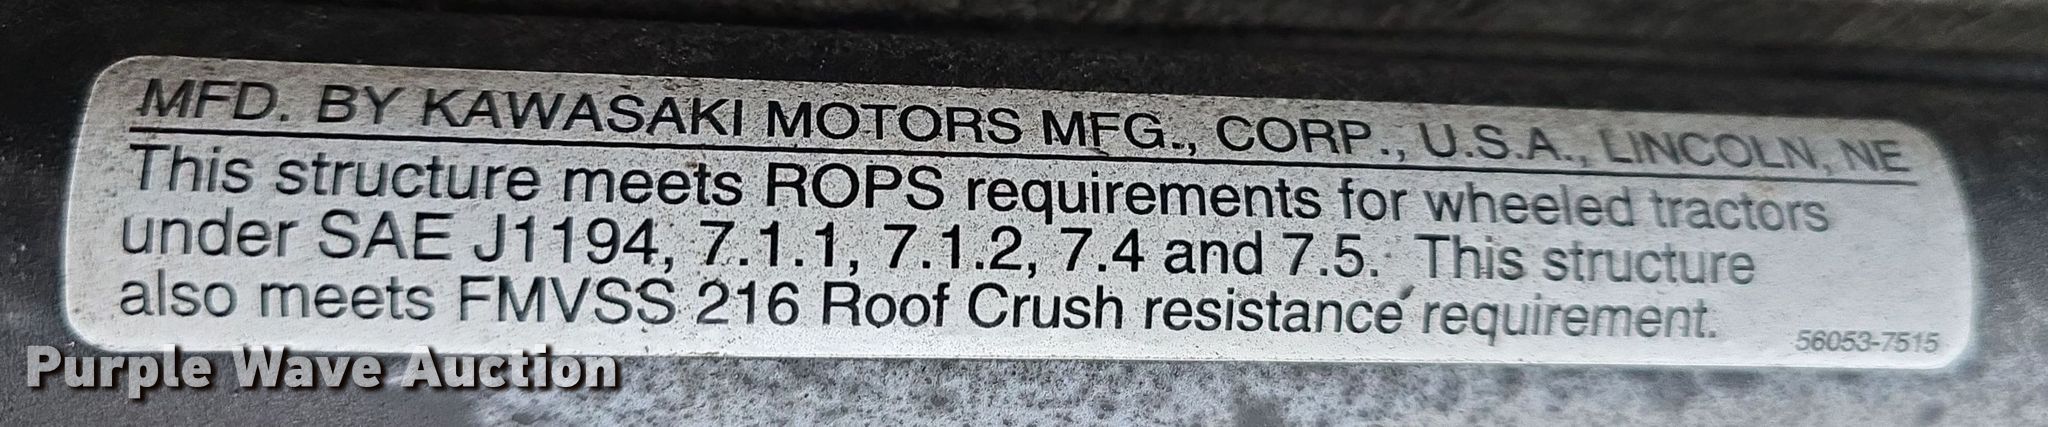 MFD. BY KAWASAKI MOTORS MFG., CORP., U.S.A., LINCOLN, NE
This structure meets ROPS requirements for wheeled tractors
under SAE J1194, 7.1.1, 7.1.2, 7.4 and 7.5. This structure
also meets FMVSS 216 Roof Crush resistance requirement.
56053-7515
Purple Wave Auction